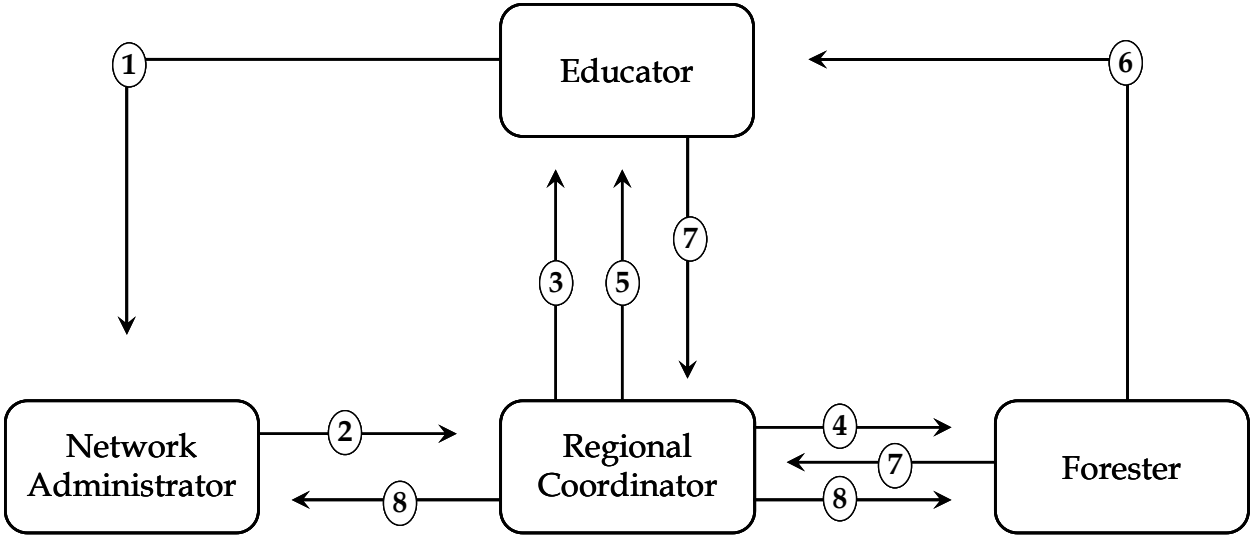 1
Educator
6
7
3
5
Network
Administrator
2
8
Regional
Coordinator
4
7
8
Forester